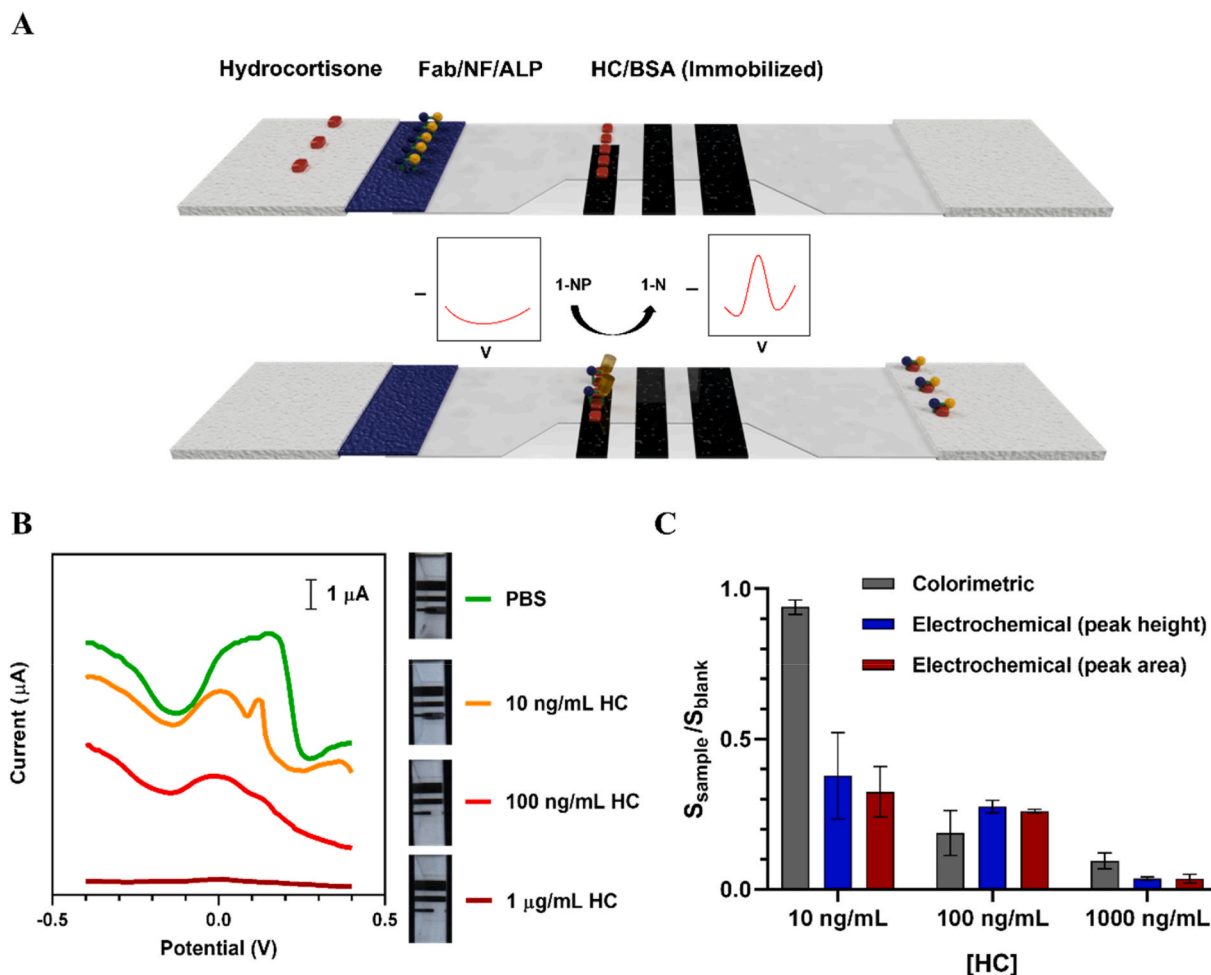 A
Hydrocortisone Fab/NF/ALP HC/BSA (Immobilized)
– V
1-NP 1-N
– V
B
1 μA
Current (μA)
-0.5 0.0 0.5
Potential (V)
PBS
10 ng/mL HC
100 ng/mL HC
1 μg/mL HC
C
Colorimetric
Electrochemical (peak height)
Electrochemical (peak area)
Ssample/Sblank
1.0
0.5
0.0
10 ng/mL 100 ng/mL 1000 ng/mL
[HC]